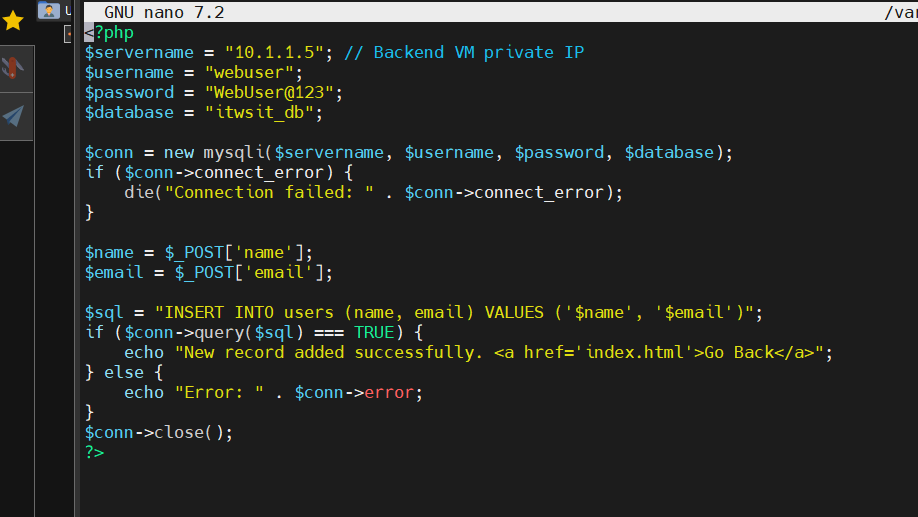 U
GNU nano 7.2 /var
<?php
$servername = "10.1.1.5"; // Backend VM private IP
$username = "webuser";
$password = "WebUser@123";
$database = "itwsit_db";
$conn = new mysqli($servername, $username, $password, $database);
if ($conn->connect_error) {
    die("Connection failed: " . $conn->connect_error);
}
$name = $_POST['name'];
$email = $_POST['email'];
$sql = "INSERT INTO users (name, email) VALUES ('$name', '$email')";
if ($conn->query($sql) === TRUE) {
    echo "New record added successfully. <a href='index.html'>Go Back</a>";
} else {
    echo "Error: " . $conn->error;
}
$conn->close();
?>